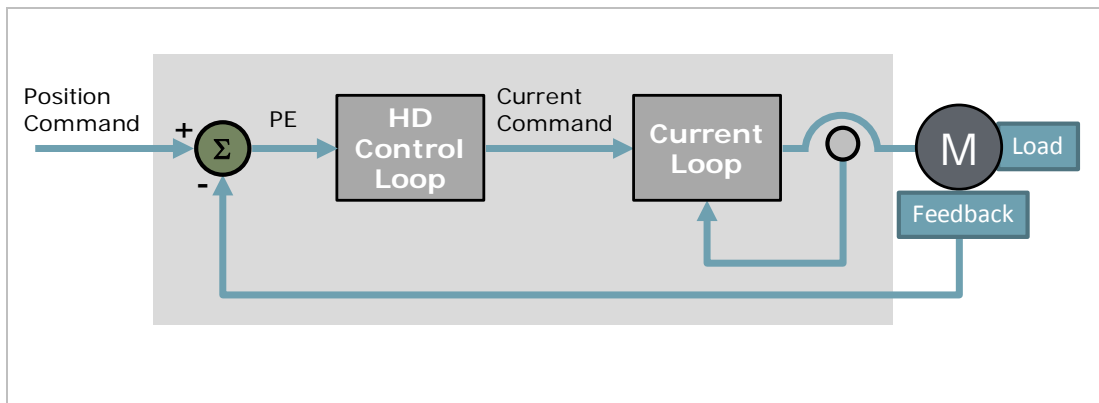 Position
Command
+
Σ
-
PE
HD
Control
Loop
Current
Command
Current
Loop
M
Load
Feedback